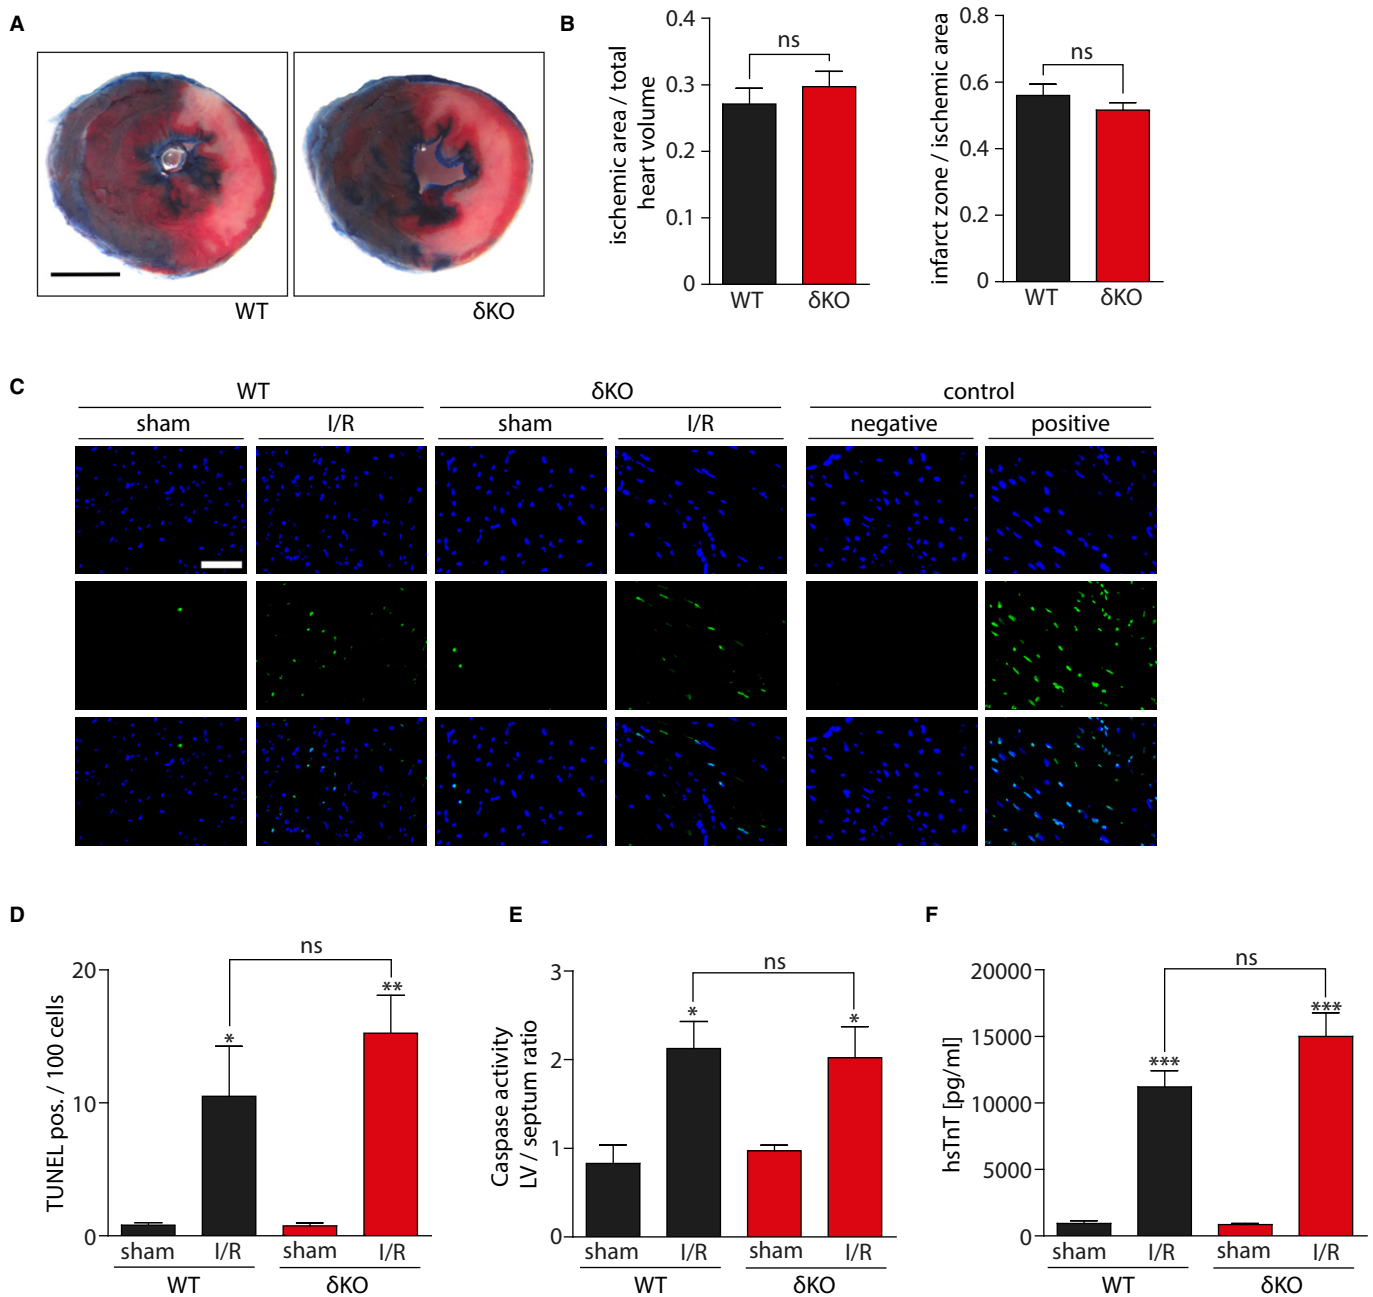 A
WT
δKO
B
ischemic area / total
heart volume
0.4
0.3
0.2
0.1
0
ns
WT
δKO
infarct zone / ischemic area
0.8
0.6
0.4
0.2
0
ns
WT
δKO
C
WT
δKO
control
sham
I/R
sham
I/R
negative
positive
D
TUNEL pos. / 100 cells
20
10
0
ns
*
**
sham
I/R
sham
I/R
WT
δKO
E
Caspase activity
LV / septum ratio
3
2
1
0
ns
*
*
sham
I/R
sham
I/R
WT
δKO
F
hsTnT [pg/ml]
20000
15000
10000
5000
0
ns
***
***
sham
I/R
sham
I/R
WT
δKO